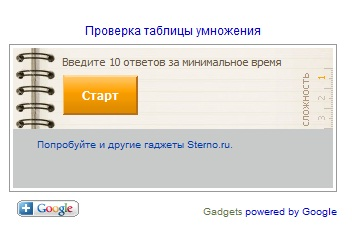 Проверка таблицы умножения
Введите 10 ответов за минимальное время
Старт
сложность
1
2
3
Попробуйте и другие гаджеты Sterno.ru.
Google
Gadgets powered by Google